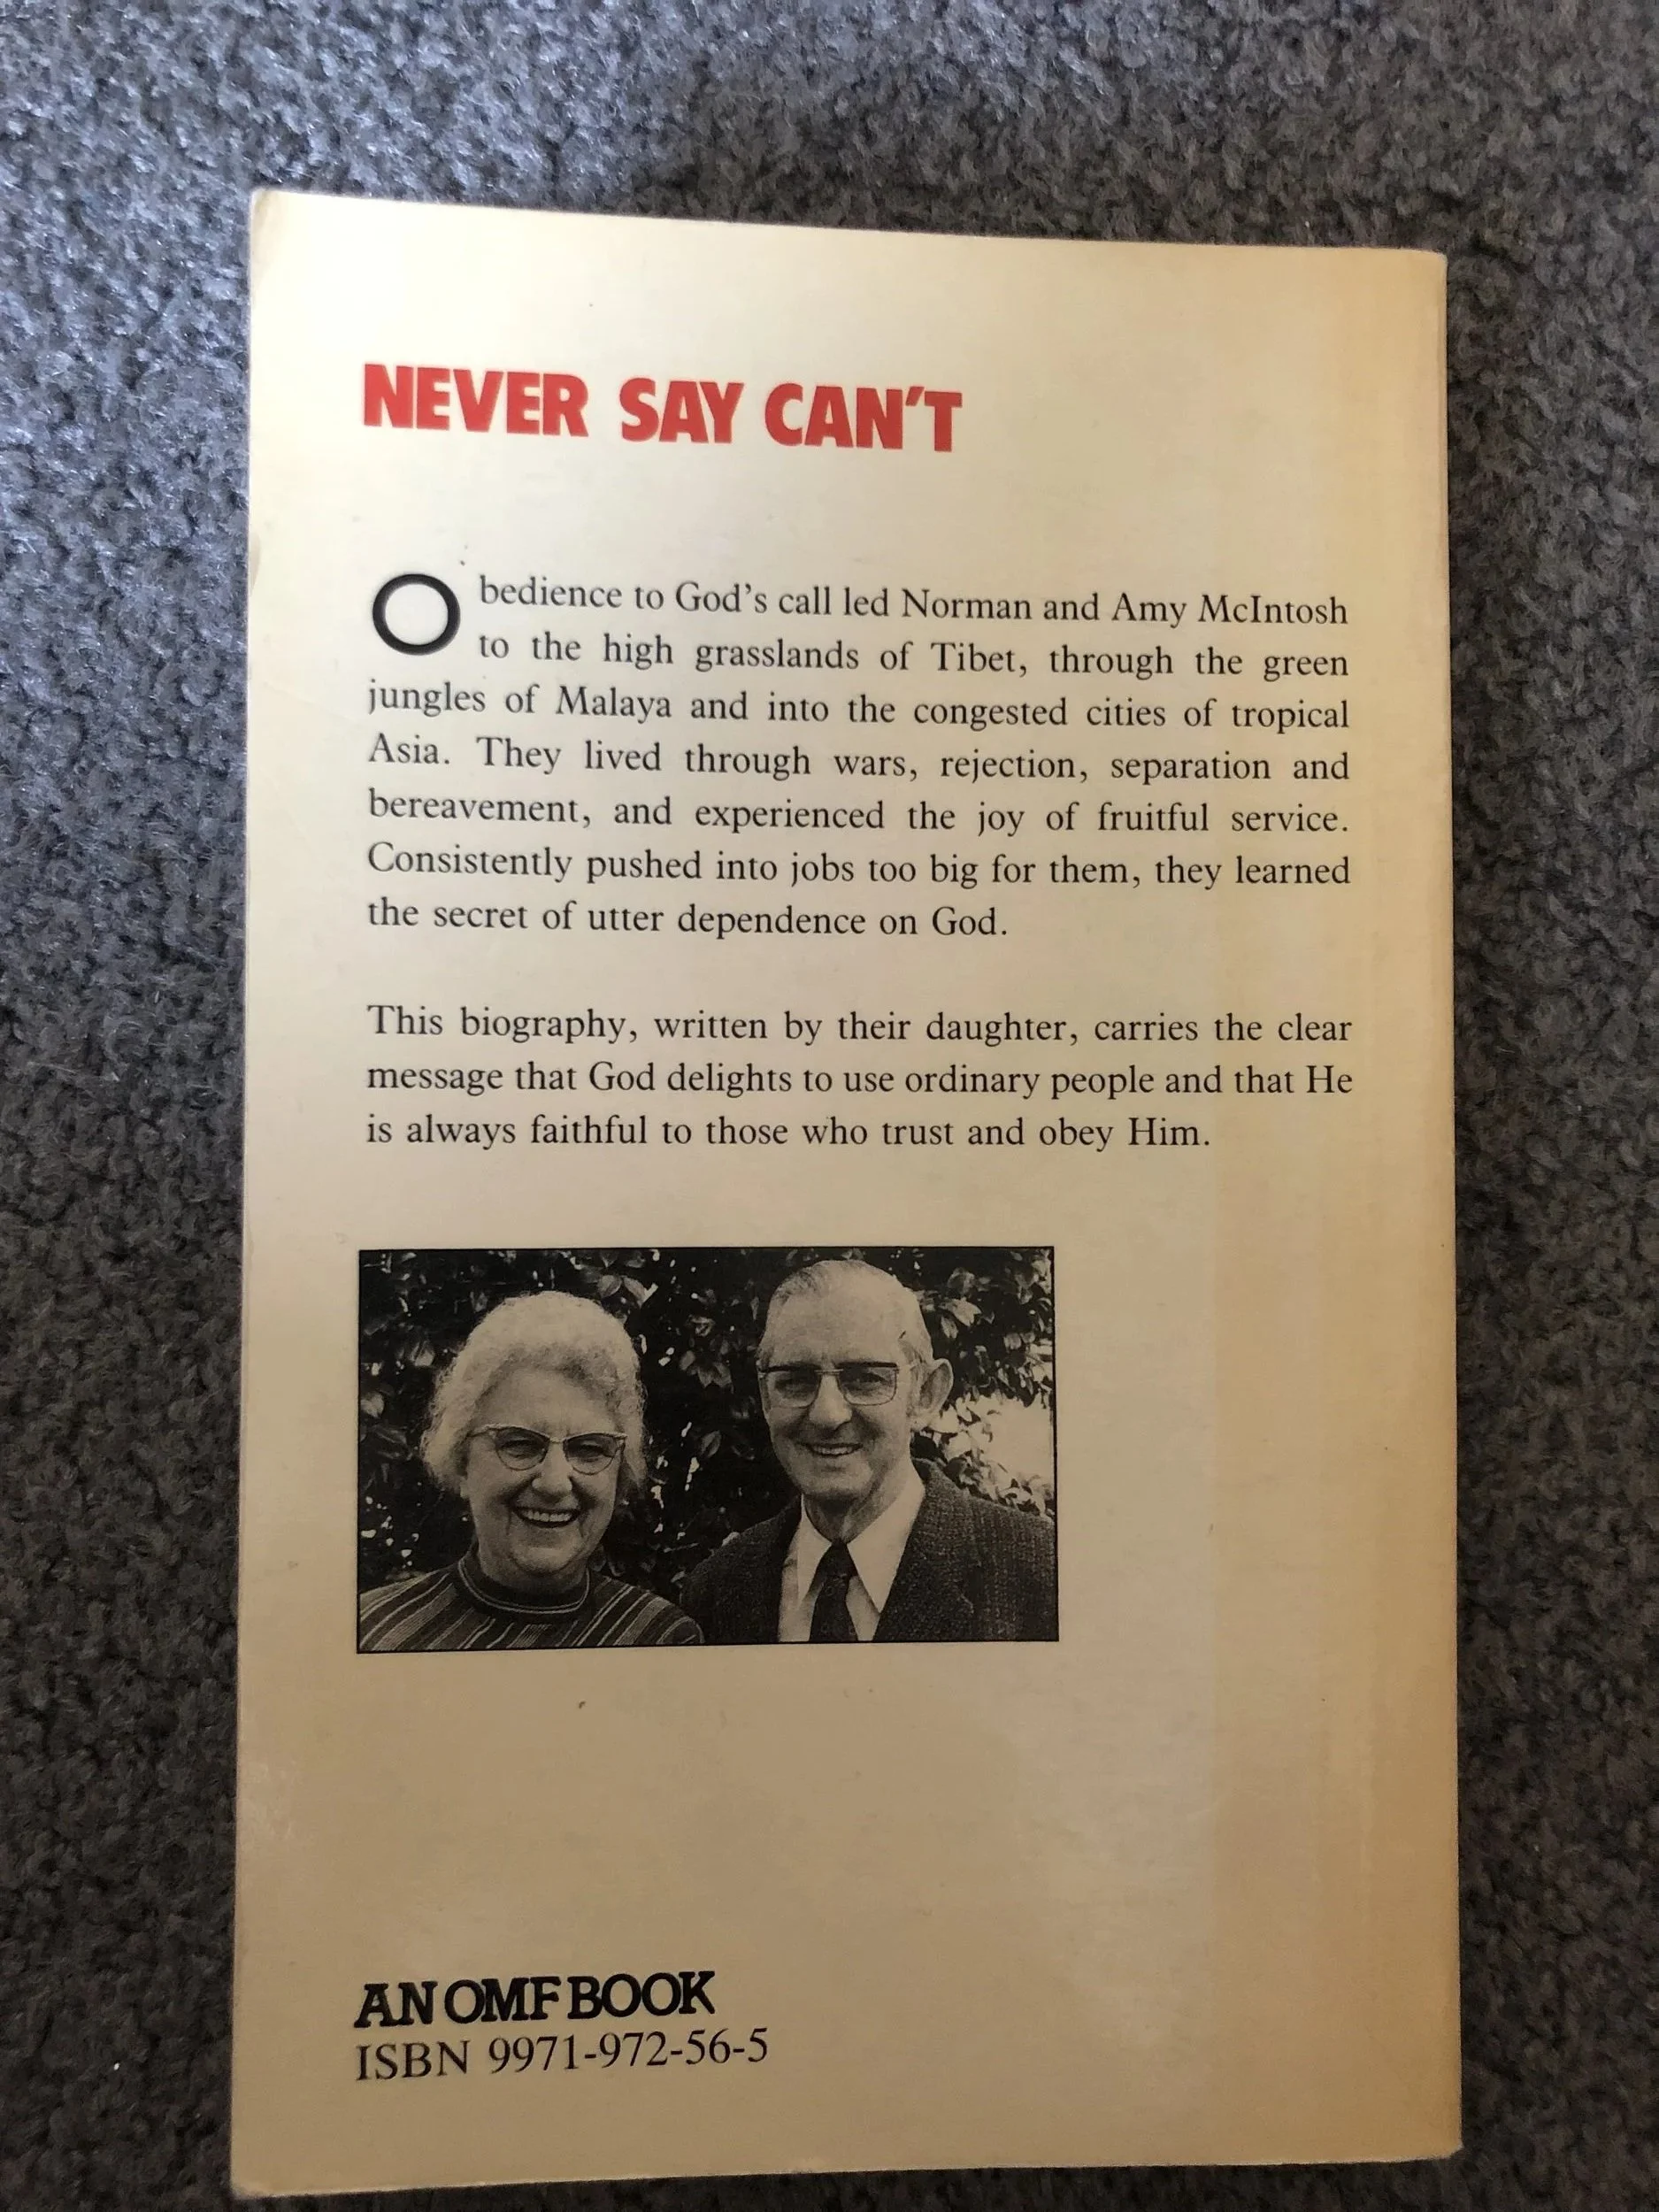 NEVER SAY CAN'T
Obedience to God's call led Norman and Amy McIntosh
to the high grasslands of Tibet, through the green
jungles of Malaya and into the congested cities of tropical
Asia. They lived through wars, rejection, separation and
bereavement, and experienced the joy of fruitful service.
Consistently pushed into jobs too big for them, they learned
the secret of utter dependence on God.
This biography, written by their daughter, carries the clear
message that God delights to use ordinary people and that He
is always faithful to those who trust and obey Him.
AN OMF BOOK
ISBN 9971-972-56-5